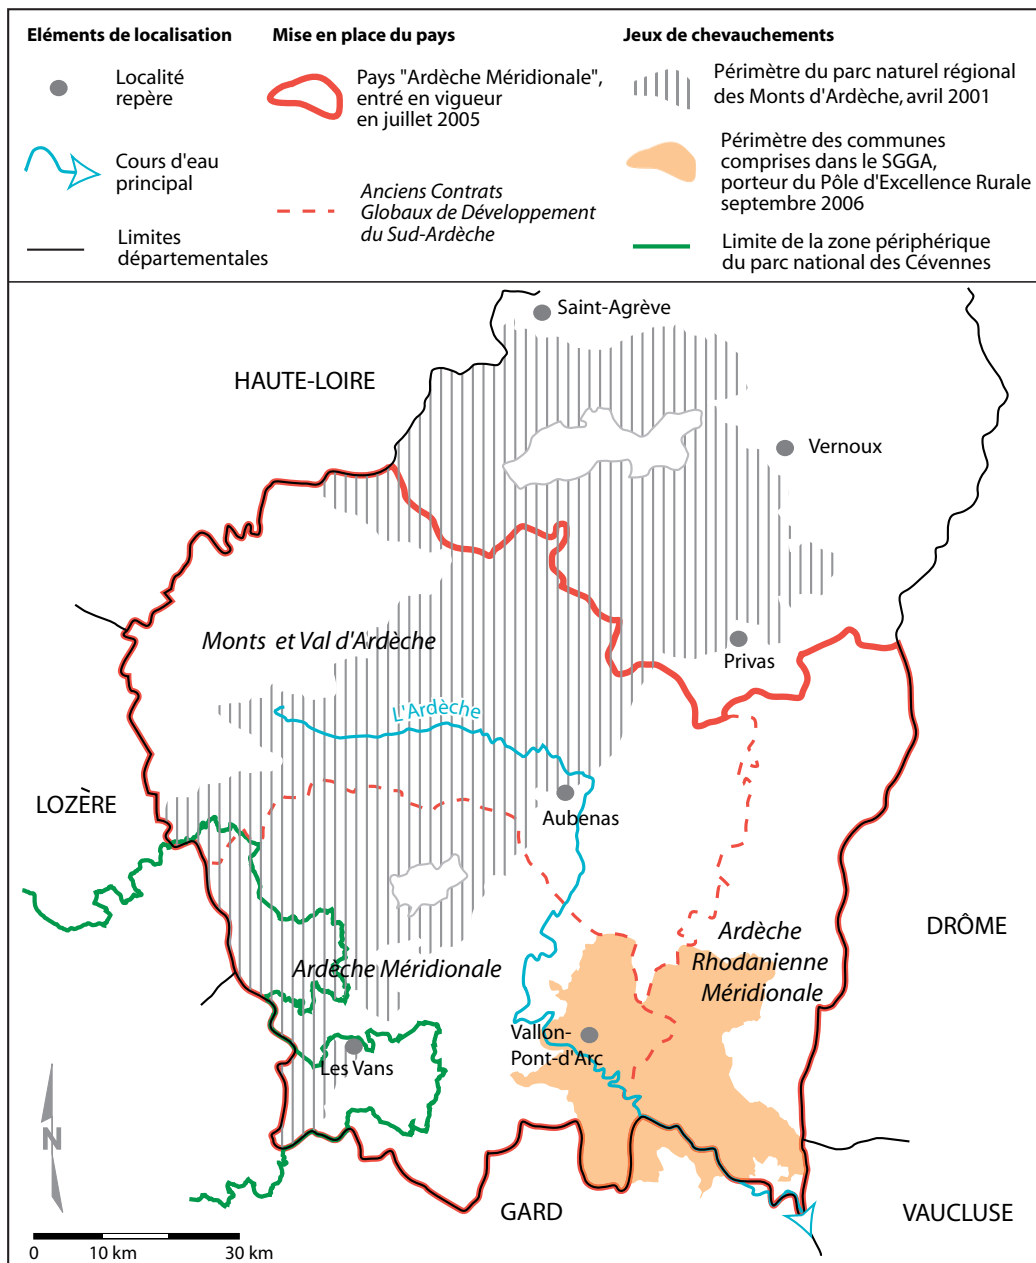 Eléments de localisation
Localité
repère
Cours d'eau
principal
Limites
départementales
Mise en place du pays
Pays "Ardèche Méridionale",
entré en vigueur
en juillet 2005
Anciens Contrats
Globaux de Développement
du Sud-Ardèche
Jeux de chevauchements
Périmètre du parc naturel régional
des Monts d'Ardèche, avril 2001
Périmètre des communes
comprises dans le SGGA,
porteur du Pôle d'Excellence Rurale
septembre 2006
Limite de la zone périphérique
du parc national des Cévennes
Saint-Agrève
HAUTE-LOIRE
Vernoux
Monts et Val d'Ardèche
Privas
L'Ardèche
LOZÈRE
Aubenas
DRÔME
Ardèche
Rhodanienne
Méridionale
Ardèche Méridionale
Vallon-
Pont-d'Arc
Les Vans
N
GARD
VAUCLUSE
0 10 km 30 km